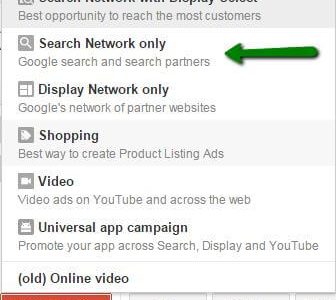 Search Network with Display Select
Best opportunity to reach the most customers
Search Network only
Google search and search partners
Display Network only
Google's network of partner websites
Shopping
Best way to create Product Listing Ads
Video
Video ads on YouTube and across the web
Universal app campaign
Promote your app across Search, Display and YouTube
(old) Online video